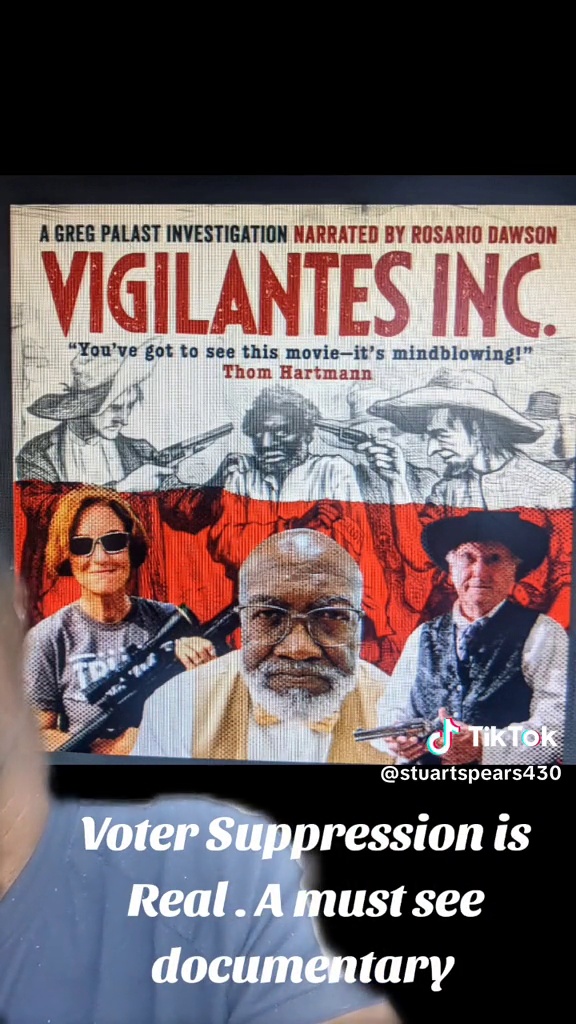 A GREG PALAST INVESTIGATION NARRATED BY ROSARIO DAWSON
VIGILANTES INC.
"You've got to see this movie—it's mindblowing!"
Thom Hartmann
TikTok
@stuartspears430
Voter Suppression is
Real . A must see
documentary